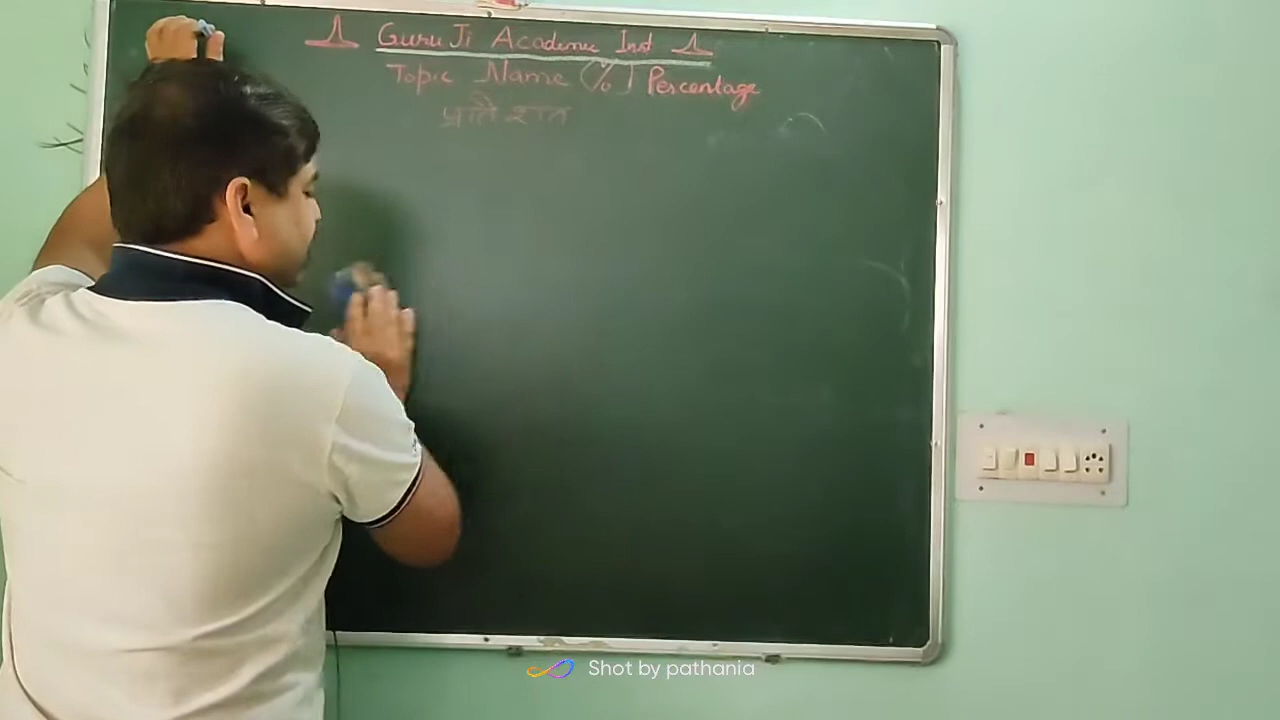 Guru Ji Academic Inst
Topic Name (%) Percentage
प्रतिशत
Shot by pathania